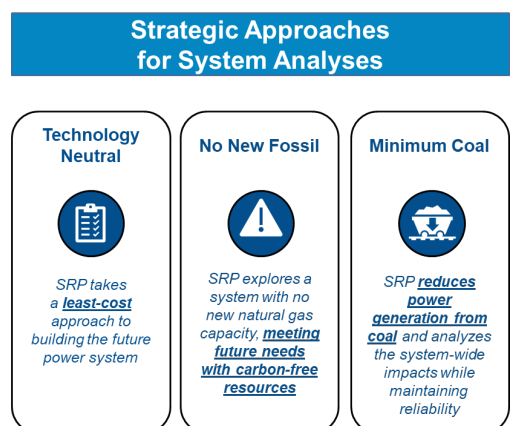 Strategic Approaches
for System Analyses
Technology
Neutral
SRP takes
a least-cost
approach to
building the future
power system
No New Fossil
SRP explores a
system with no
new natural gas
capacity, meeting
future needs
with carbon-free
resources
Minimum Coal
SRP reduces
power
generation from
coal and analyzes
the system-wide
impacts while
maintaining
reliability